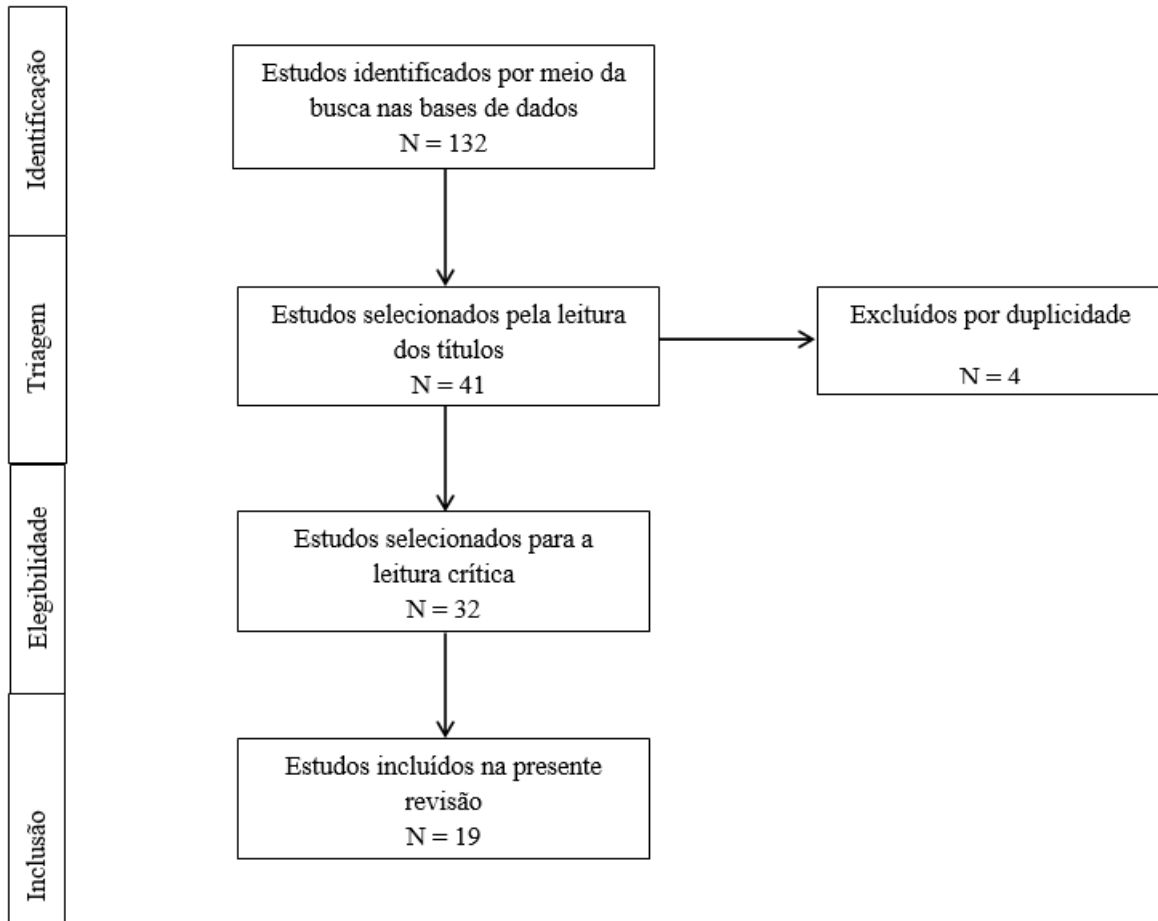 Identificação
Estudos identificados por meio da
busca nas bases de dados
N = 132
Triagem
Estudos selecionados pela leitura
dos títulos
N = 41
Excluídos por duplicidade
N = 4
Elegibilidade
Estudos selecionados para a
leitura crítica
N = 32
Inclusão
Estudos incluídos na presente
revisão
N = 19